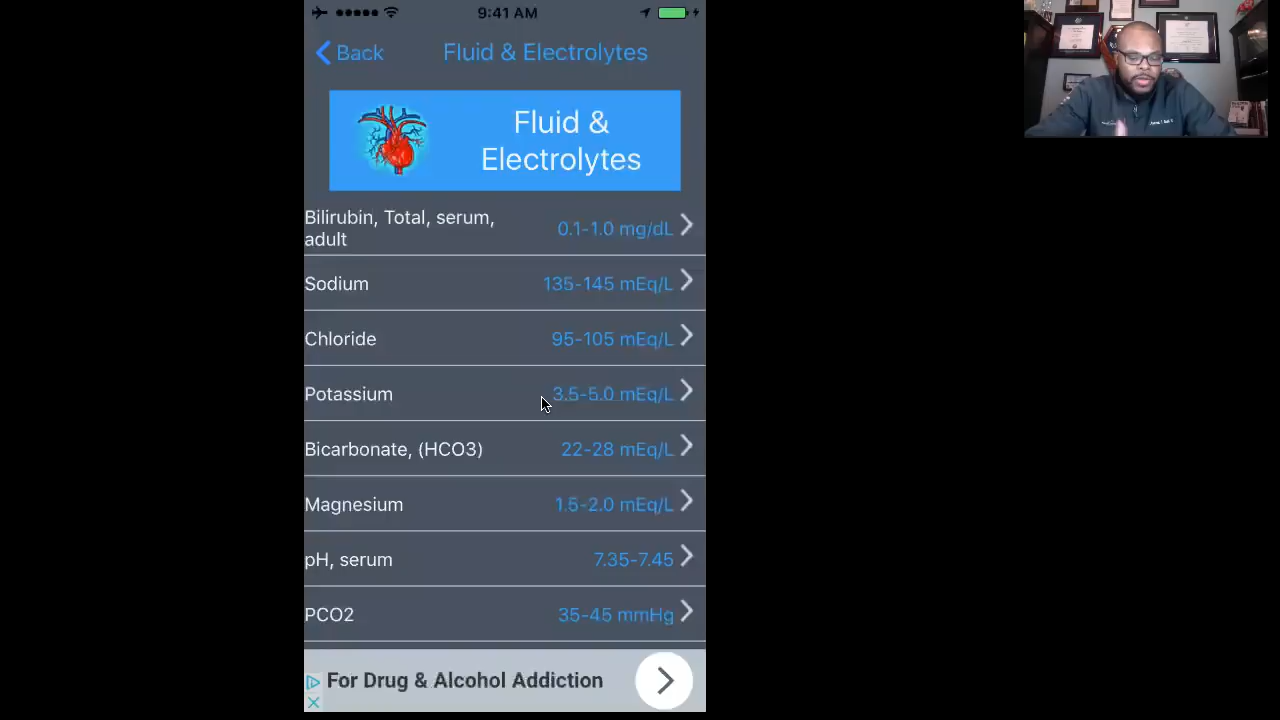 9:41 AM
Back
Fluid & Electrolytes
Fluid &
Electrolytes
Bilirubin, Total, serum,
adult
0.1-1.0 mg/dL
Sodium 135-145 mEq/L
Chloride 95-105 mEq/L
Potassium 3.5-5.0 mEq/L
Bicarbonate, (HCO3) 22-28 mEq/L
Magnesium 1.5-2.0 mEq/L
pH, serum 7.35-7.45
PCO2 35-45 mmHg
For Drug & Alcohol Addiction